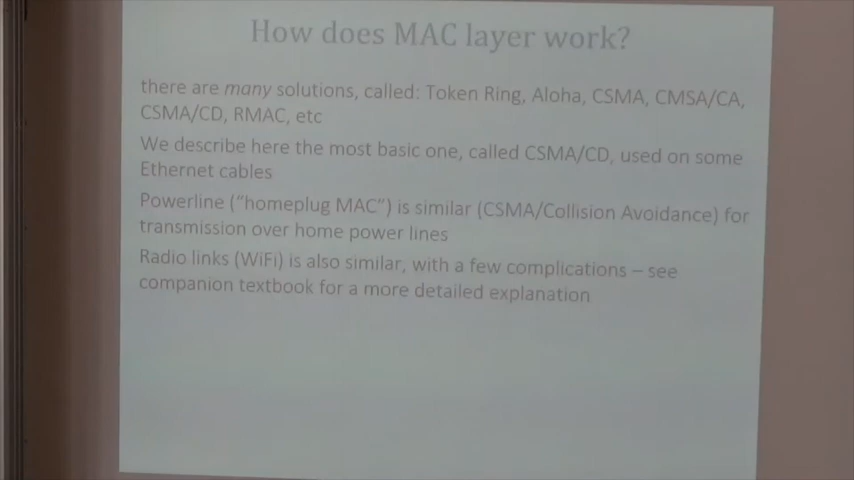 How does MAC layer work?
there are many solutions, called: Token Ring, Aloha, CSMA, CMSA/CA,
CSMA/CD, RMAC, etc
We describe here the most basic one, called CSMA/CD, used on some
Ethernet cables
Powerline (“homeplug MAC”) is similar (CSMA/Collision Avoidance) for
transmission over home power lines
Radio links (WiFi) is also similar, with a few complications – see
companion textbook for a more detailed explanation